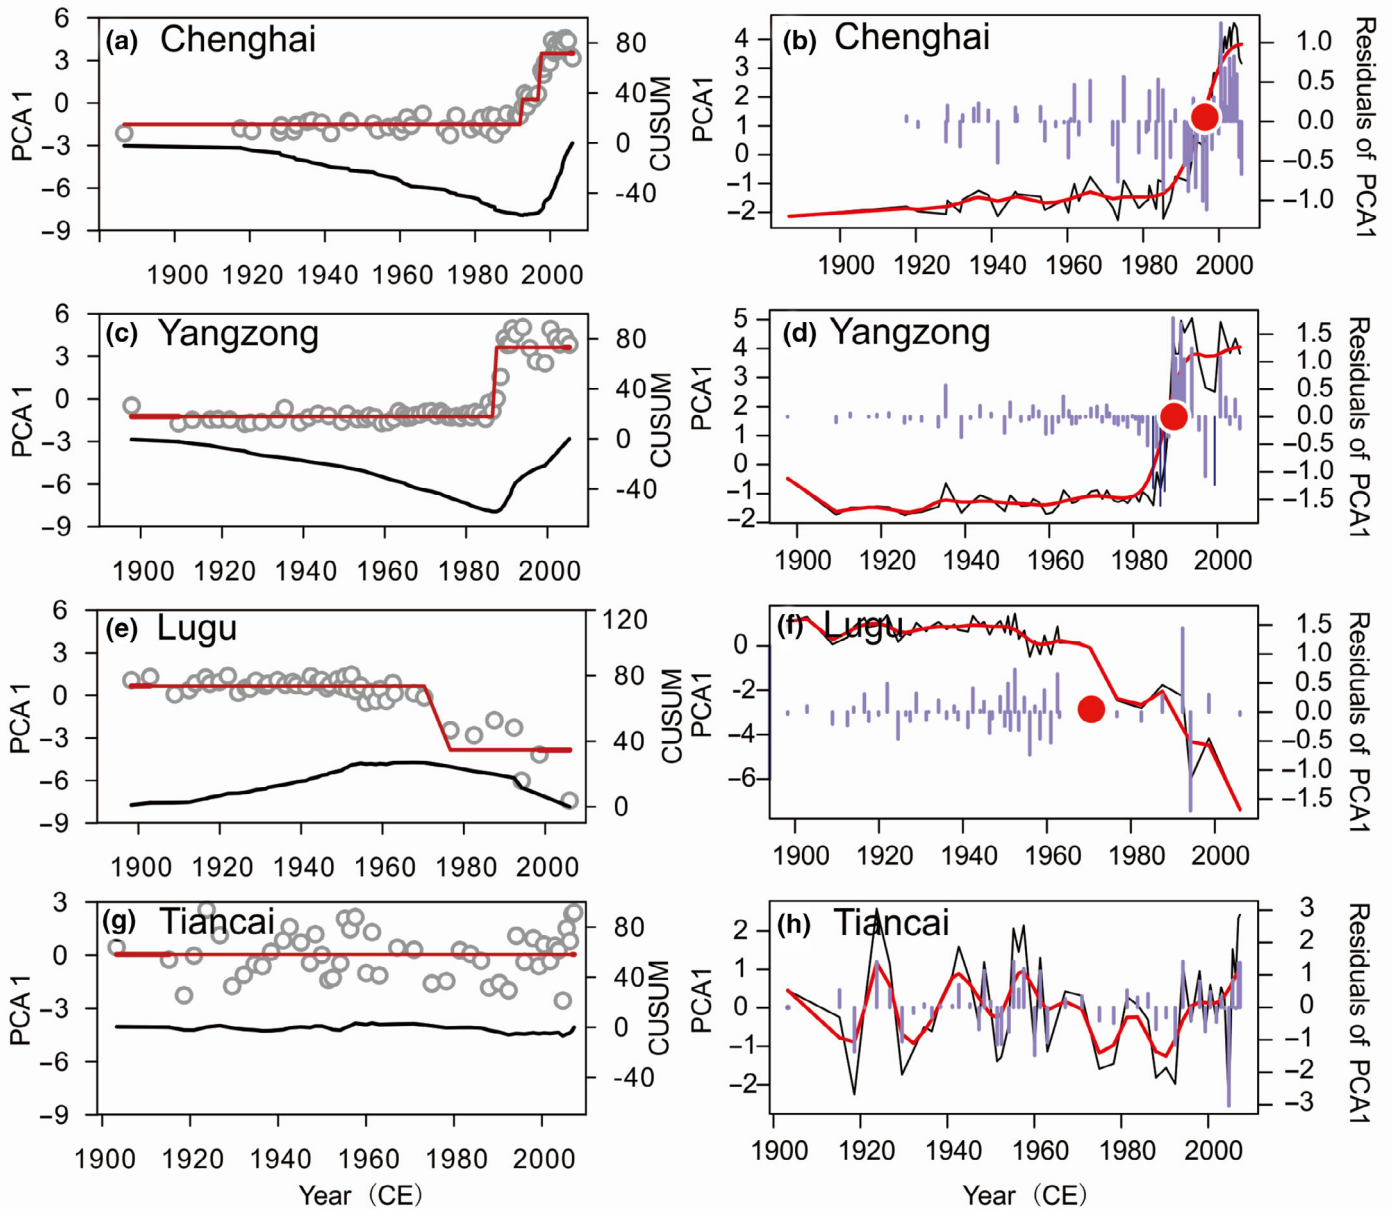 (a) Chenghai
6
3
0
−3
−6
−9
PCA 1
80
40
0
-40
CUSUM
1900 1920 1940 1960 1980 2000
(b) Chenghai
4
3
2
1
0
−1
−2
PCA1
1.0
0.5
0.0
−0.5
−1.0
Residuals of PCA1
1900 1920 1940 1960 1980 2000
(c) Yangzong
6
3
0
−3
−6
−9
PCA 1
80
40
0
-40
CUSUM
1900 1920 1940 1960 1980 2000
(d) Yangzong
5
4
3
2
1
0
−1
−2
PCA1
1.5
1.0
0.5
0.0
−0.5
−1.0
−1.5
Residuals of PCA1
1900 1920 1940 1960 1980 2000
(e) Lugu
6
3
0
−3
−6
−9
PCA 1
120
80
40
0
CUSUM
1900 1920 1940 1960 1980 2000
(f) Lugu
0
−2
−4
−6
PCA1
1.5
1.0
0.5
0.0
−0.5
−1.0
−1.5
Residuals of PCA1
1900 1920 1940 1960 1980 2000
(g) Tiancai
3
0
−3
−6
−9
PCA 1
80
40
0
-40
CUSUM
1900 1920 1940 1960 1980 2000
Year（CE）
(h) Tiancai
2
1
0
−1
−2
PCA1
3
2
1
0
−1
−2
−3
Residuals of PCA1
1900 1920 1940 1960 1980 2000
Year（CE）